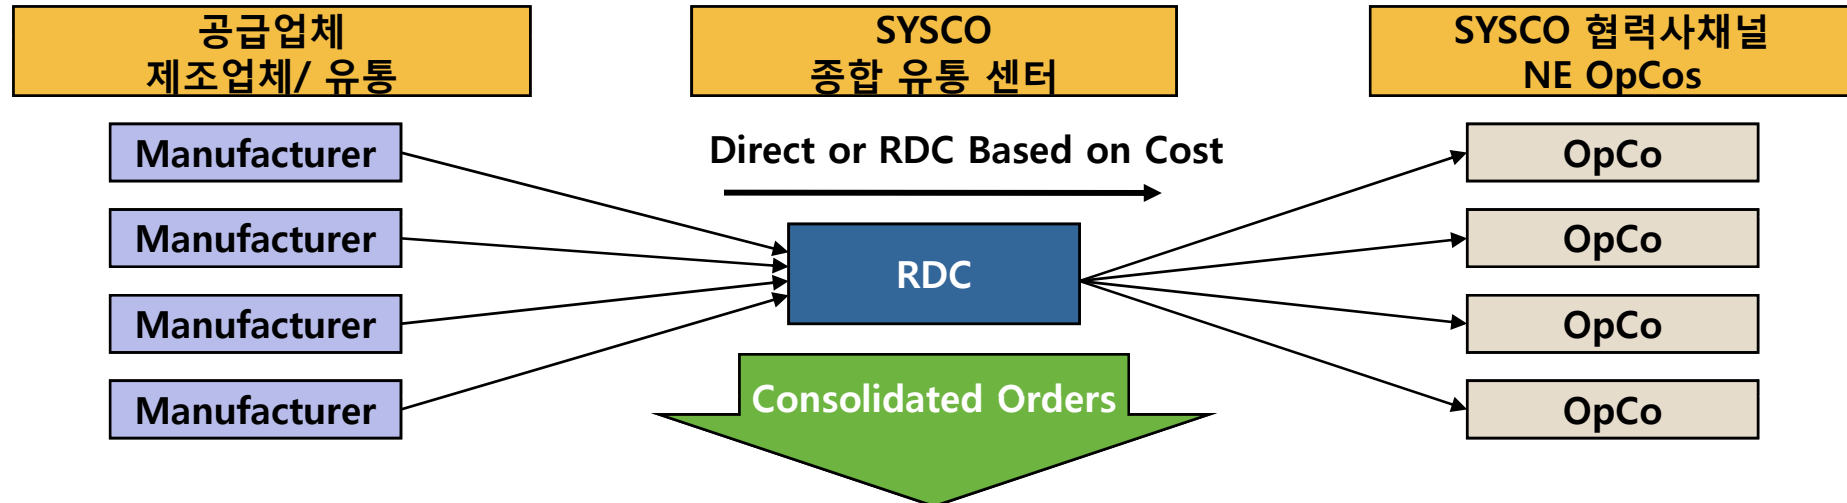 공급업체
제조업체/ 유통
SYSCO
종합 유통 센터
SYSCO 협력사채널
NE OpCos
Manufacturer
Manufacturer
Manufacturer
Manufacturer
Direct or RDC Based on Cost
RDC
Consolidated Orders
OpCo
OpCo
OpCo
OpCo